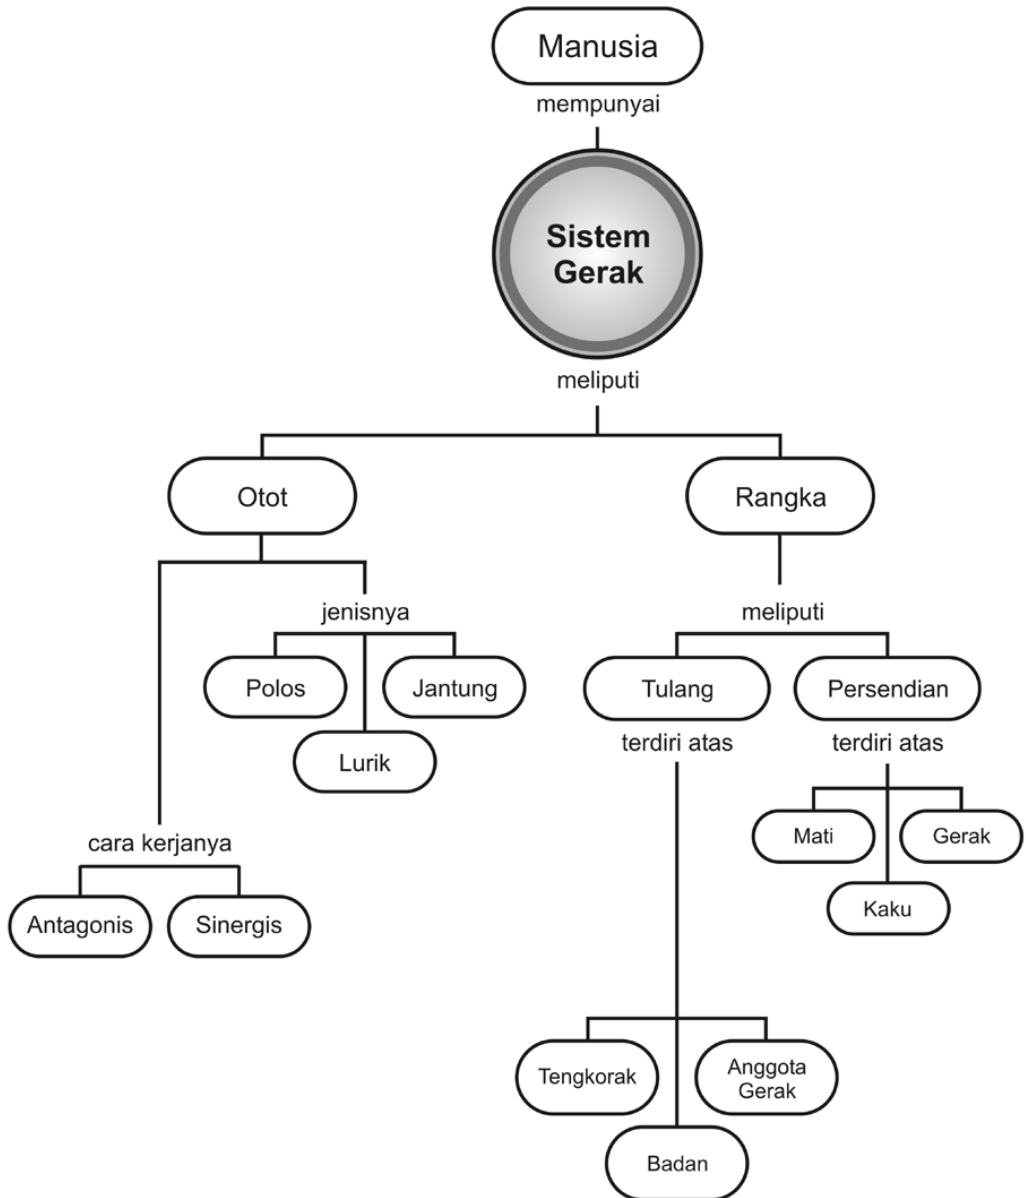 Manusia
mempunyai
Sistem
Gerak
meliputi
Otot
Rangka
jenisnya
meliputi
Polos
Jantung
Tulang
Persendian
Lurik
terdiri atas
terdiri atas
cara kerjanya
Mati
Gerak
Antagonis
Sinergis
Kaku
Tengkorak
Anggota
Gerak
Badan